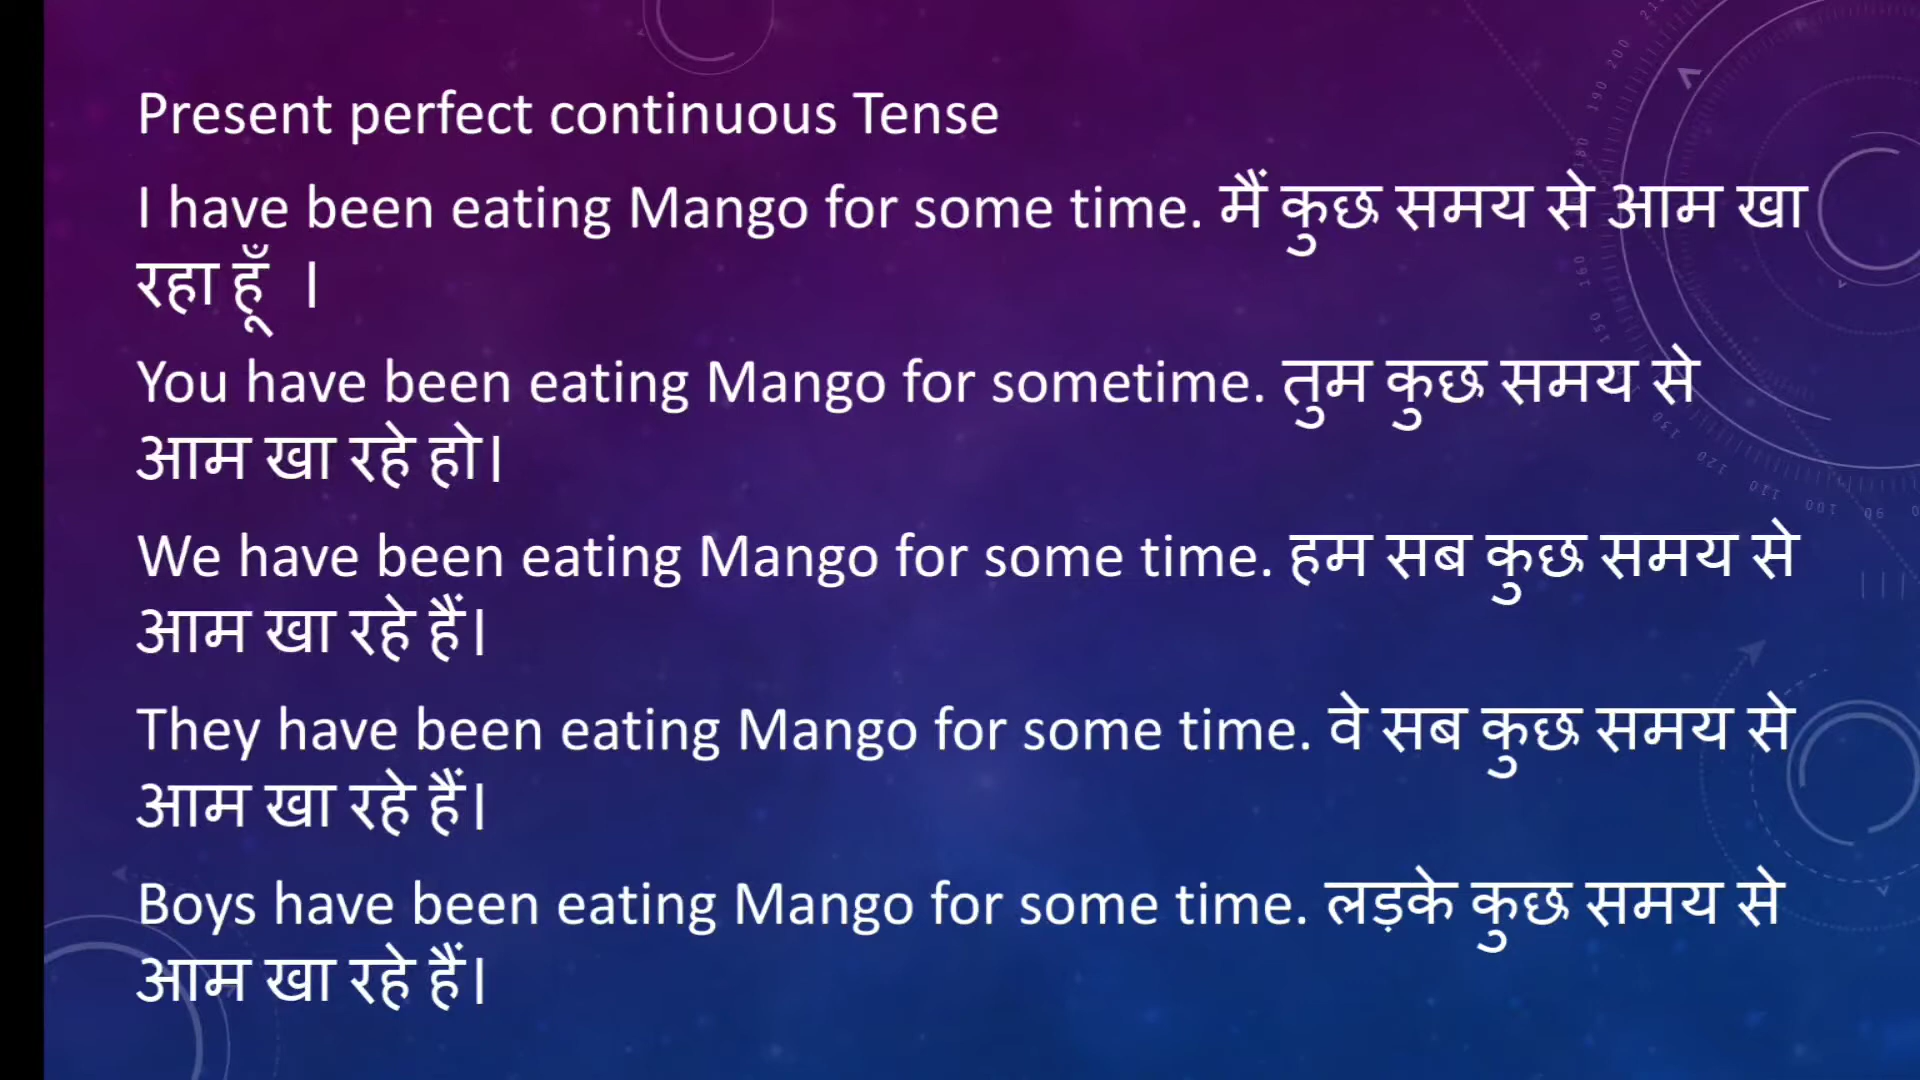 Present perfect continuous Tense
I have been eating Mango for some time. मैं कुछ समय से आम खा
रहा हूँ ।
You have been eating Mango for sometime. तुम कुछ समय से
आम खा रहे हो।
We have been eating Mango for some time. हम सब कुछ समय से
आम खा रहे हैं।
They have been eating Mango for some time. वे सब कुछ समय से
आम खा रहे हैं।
Boys have been eating Mango for some time. लड़के कुछ समय से
आम खा रहे हैं।